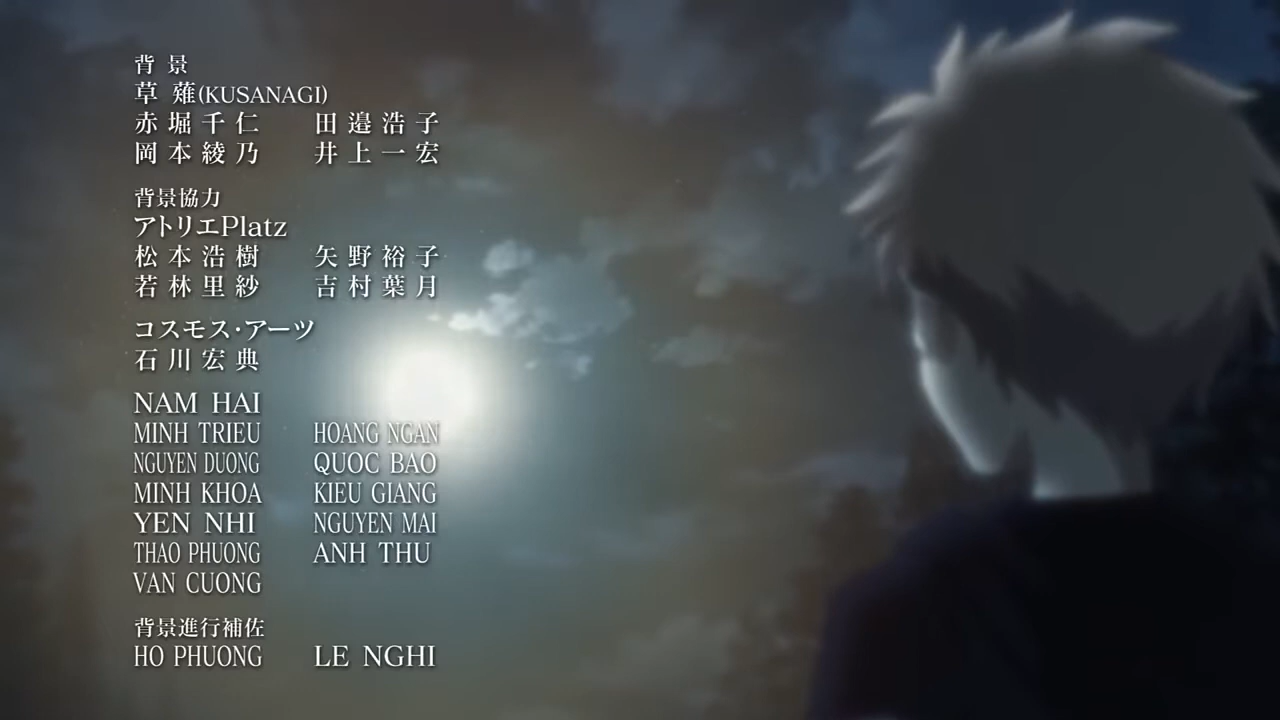 背景
草薙(KUSANAGI)
赤堀千仁 田邉浩子
岡本綾乃 井上一宏
背景協力
アトリエPlatz
松本浩樹 矢野裕子
若林里紗 吉村葉月
コスモス・アーツ
石川宏典
NAM HAI
MINH TRIEU HOANG NGAN
NGUYEN DUONG QUOC BAO
MINH KHOA KIEU GIANG
YEN NHI NGUYEN MAI
THAO PHUONG ANH THU
VAN CUONG
背景進行補佐
HO PHUONG LE NGHI